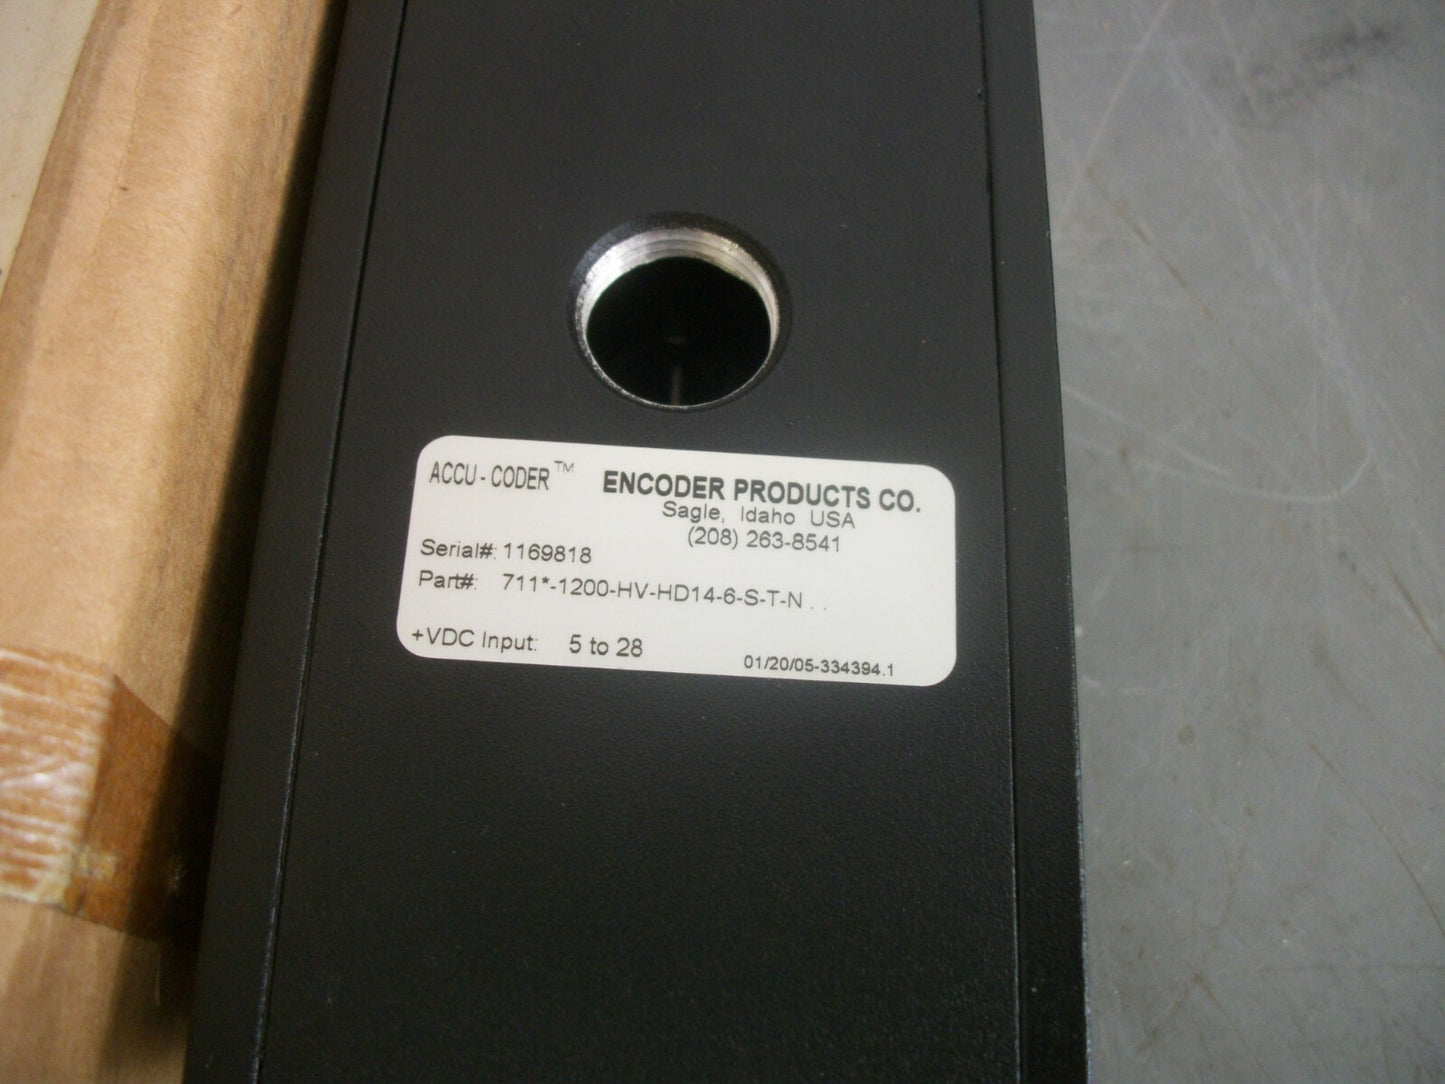 ACCU-CODER™
ENCODER PRODUCTS CO.
Sagle, Idaho USA
(208) 263-8541
Serial#: 1169818
Part#: 711*-1200-HV-HD14-6-S-T-N . .
+VDC Input: 5 to 28
01/20/05-334394.1